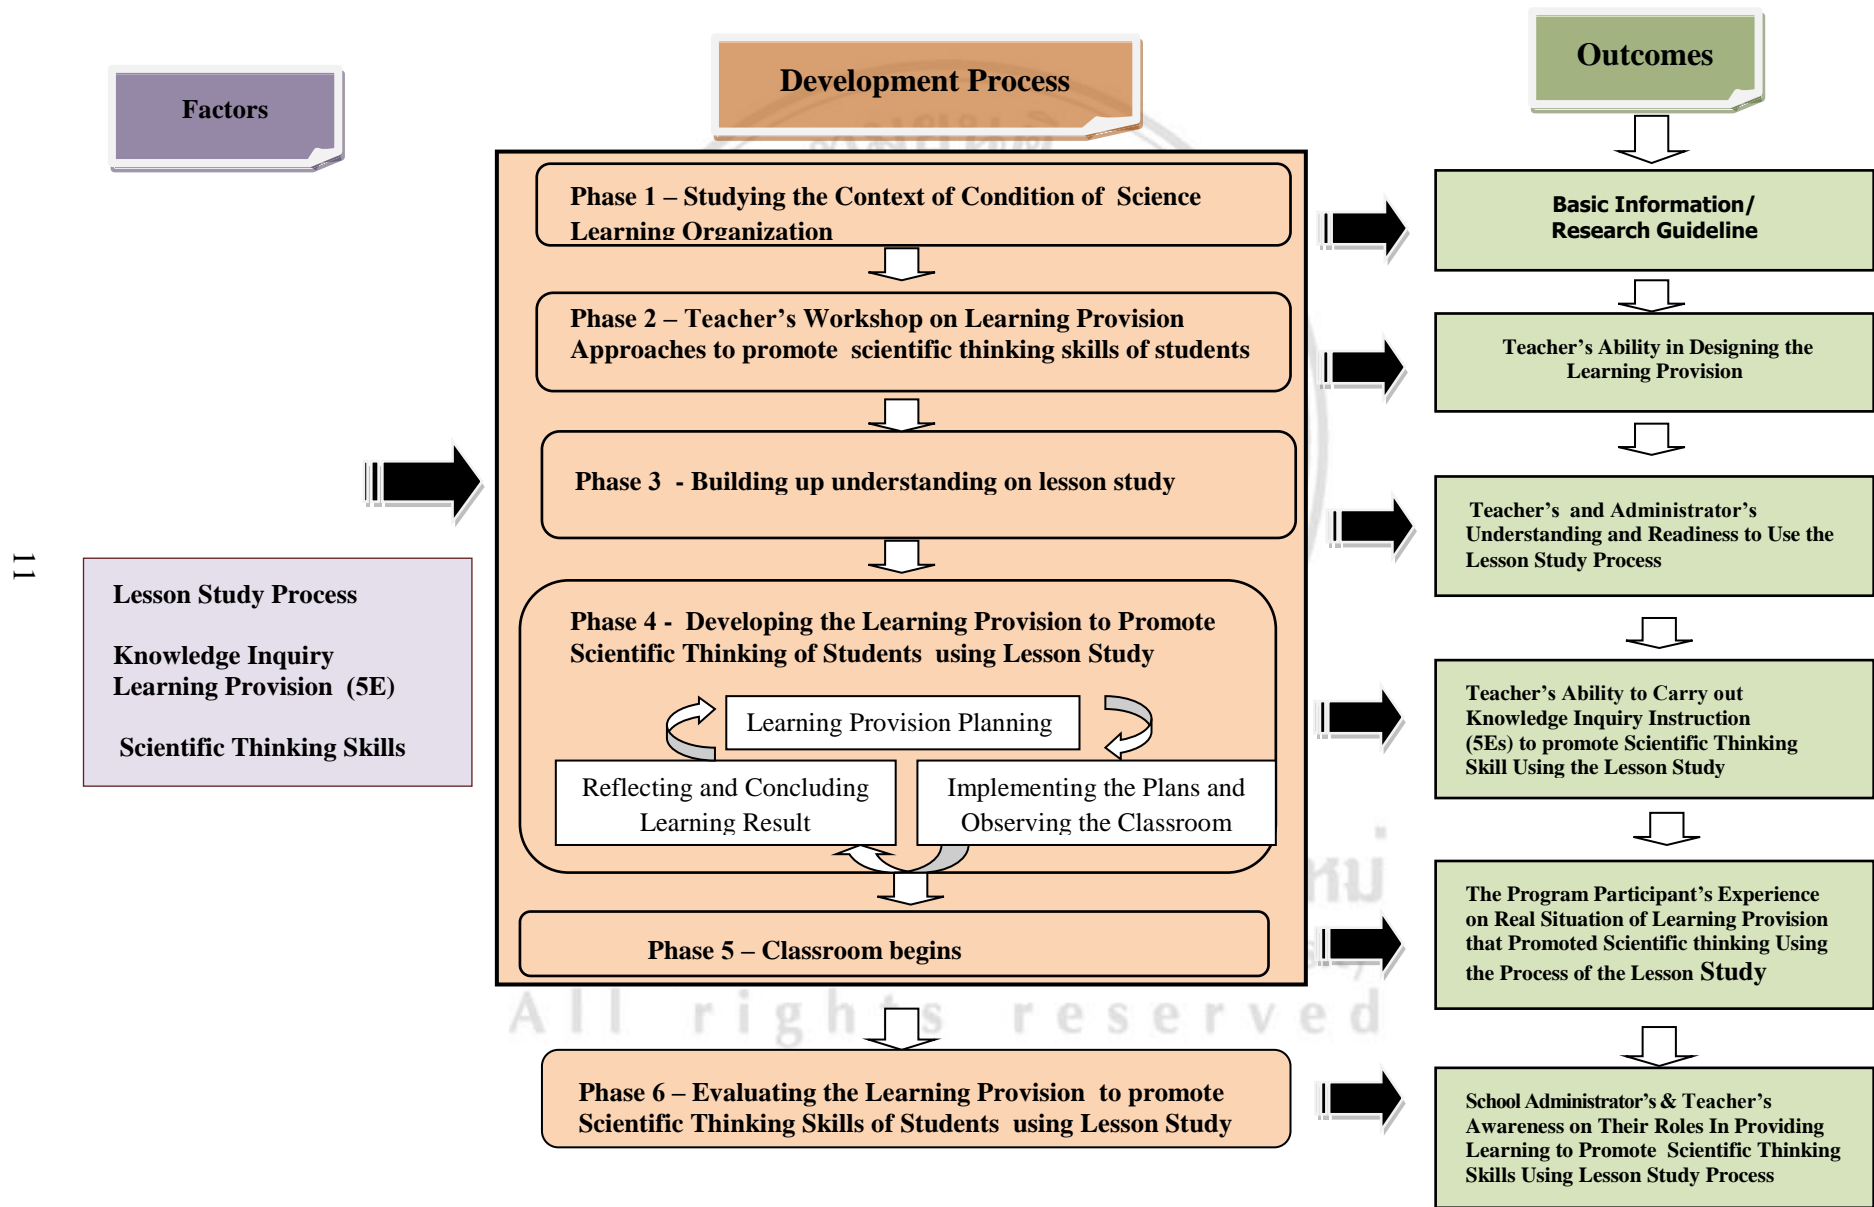 Factors
Development Process
Outcomes
Phase 1 – Studying the Context of Condition of Science
Learning Organization
Basic Information/
Research Guideline
Phase 2 – Teacher's Workshop on Learning Provision
Approaches to promote scientific thinking skills of students
Teacher's Ability in Designing the
Learning Provision
Phase 3 - Building up understanding on lesson study
Teacher's and Administrator's
Understanding and Readiness to Use the
Lesson Study Process
11
Lesson Study Process
Knowledge Inquiry
Learning Provision (5E)
Scientific Thinking Skills
Phase 4 - Developing the Learning Provision to Promote
Scientific Thinking of Students using Lesson Study
Learning Provision Planning
Reflecting and Concluding
Learning Result
Implementing the Plans and
Observing the Classroom
Teacher's Ability to Carry out
Knowledge Inquiry Instruction
(5Es) to promote Scientific Thinking
Skill Using the Lesson Study
Phase 5 – Classroom begins
The Program Participant's Experience
on Real Situation of Learning Provision
that Promoted Scientific thinking Using
the Process of the Lesson Study
All rights reserved
Phase 6 – Evaluating the Learning Provision to promote
Scientific Thinking Skills of Students using Lesson Study
School Administrator's & Teacher's
Awareness on Their Roles In Providing
Learning to Promote Scientific Thinking
Skills Using Lesson Study Process